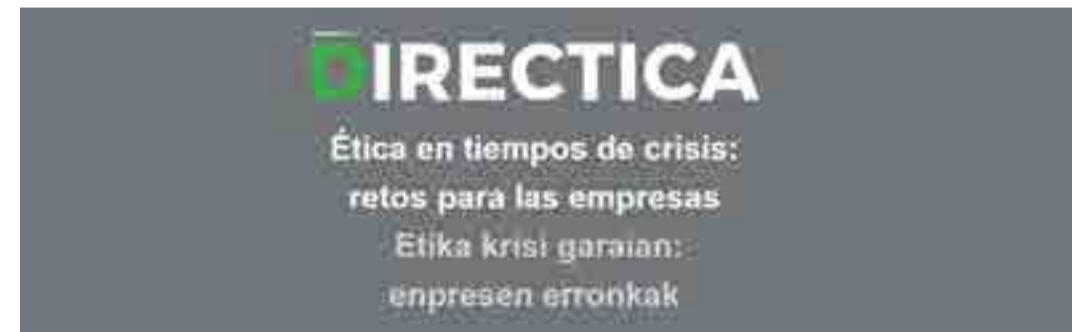 DIRECTICA
Ética en tiempos de crisis:
retos para las empresas
Etika krisi garaian:
enpresen erronkak